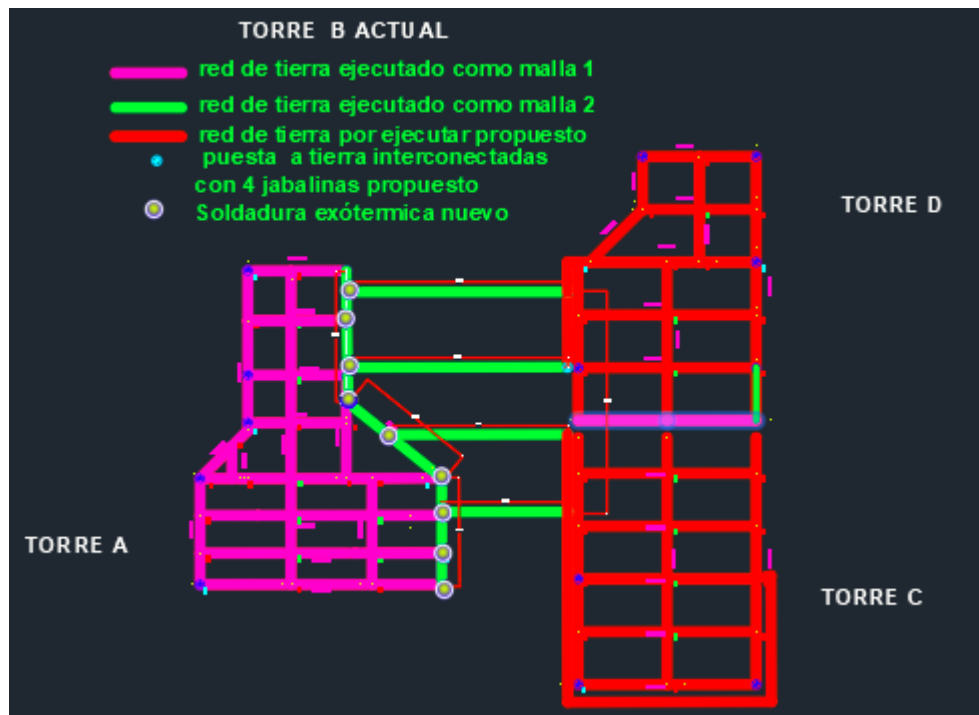 TORRE B ACTUAL
red de tierra ejecutado como malla 1
red de tierra ejecutado como malla 2
red de tierra por ejecutar propuesto
puesta a tierra interconectadas
con 4 jabalinas propuesto
Soldadura exótermica nuevo
TORRE D
TORRE A
TORRE C